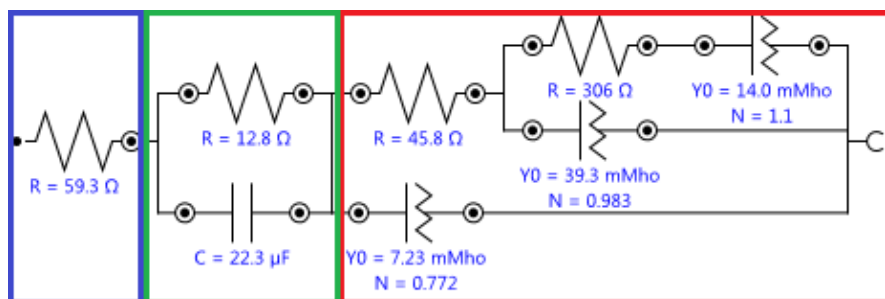 R = 59.3 Ω
R = 12.8 Ω
C = 22.3 µF
R = 45.8 Ω
R = 306 Ω
Y0 = 14.0 mMho
N = 1.1
Y0 = 39.3 mMho
N = 0.983
Y0 = 7.23 mMho
N = 0.772